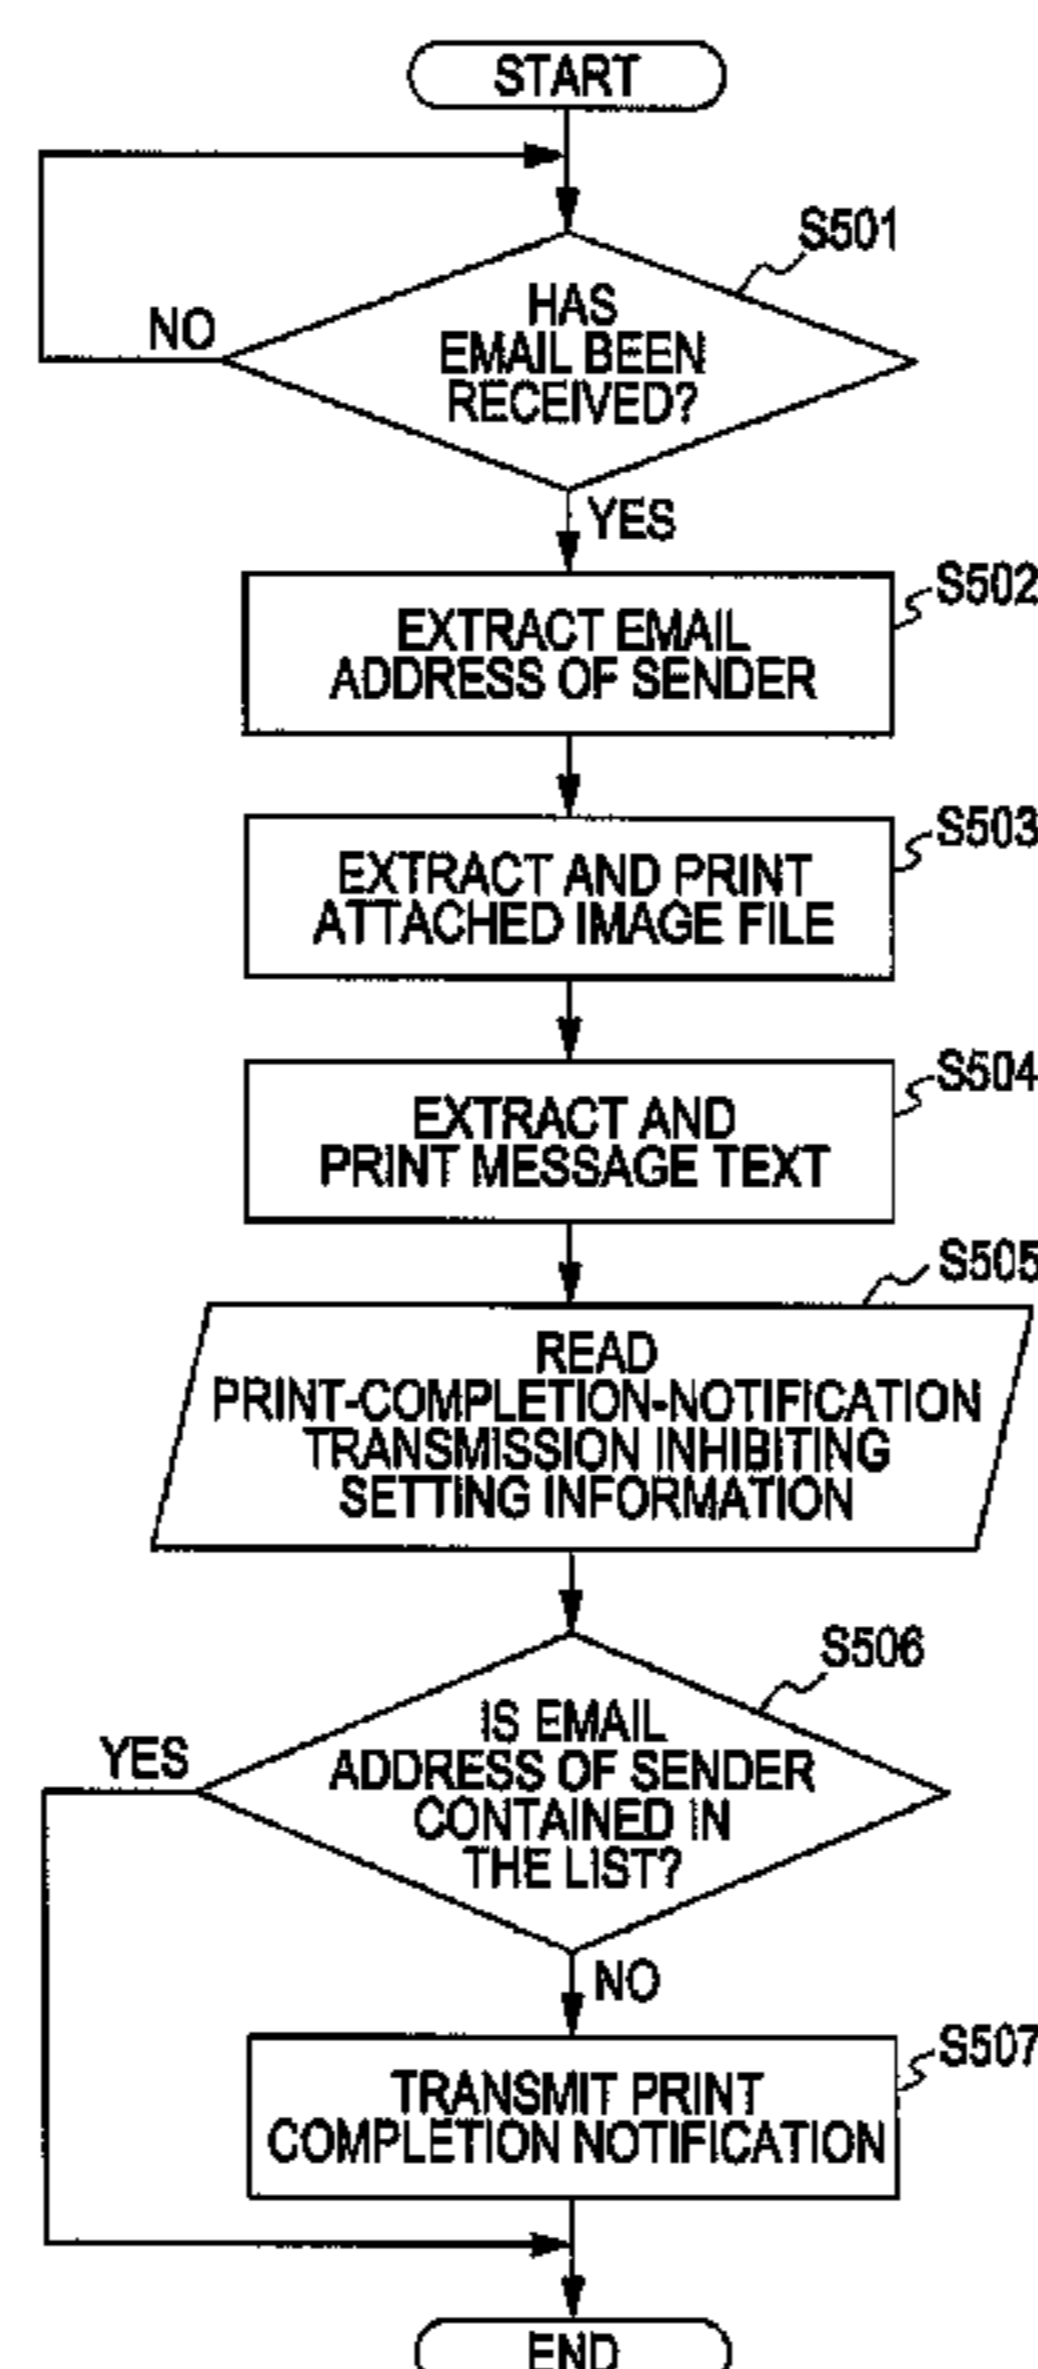 START
S501
HAS
EMAIL BEEN
RECEIVED?
NO
YES
S502
EXTRACT EMAIL
ADDRESS OF SENDER
S503
EXTRACT AND PRINT
ATTACHED IMAGE FILE
S504
EXTRACT AND
PRINT MESSAGE TEXT
S505
READ
PRINT-COMPLETION-NOTIFICATION
TRANSMISSION INHIBITING
SETTING INFORMATION
S506
IS EMAIL
ADDRESS OF SENDER
CONTAINED IN
THE LIST?
YES
NO
S507
TRANSMIT PRINT
COMPLETION NOTIFICATION
END